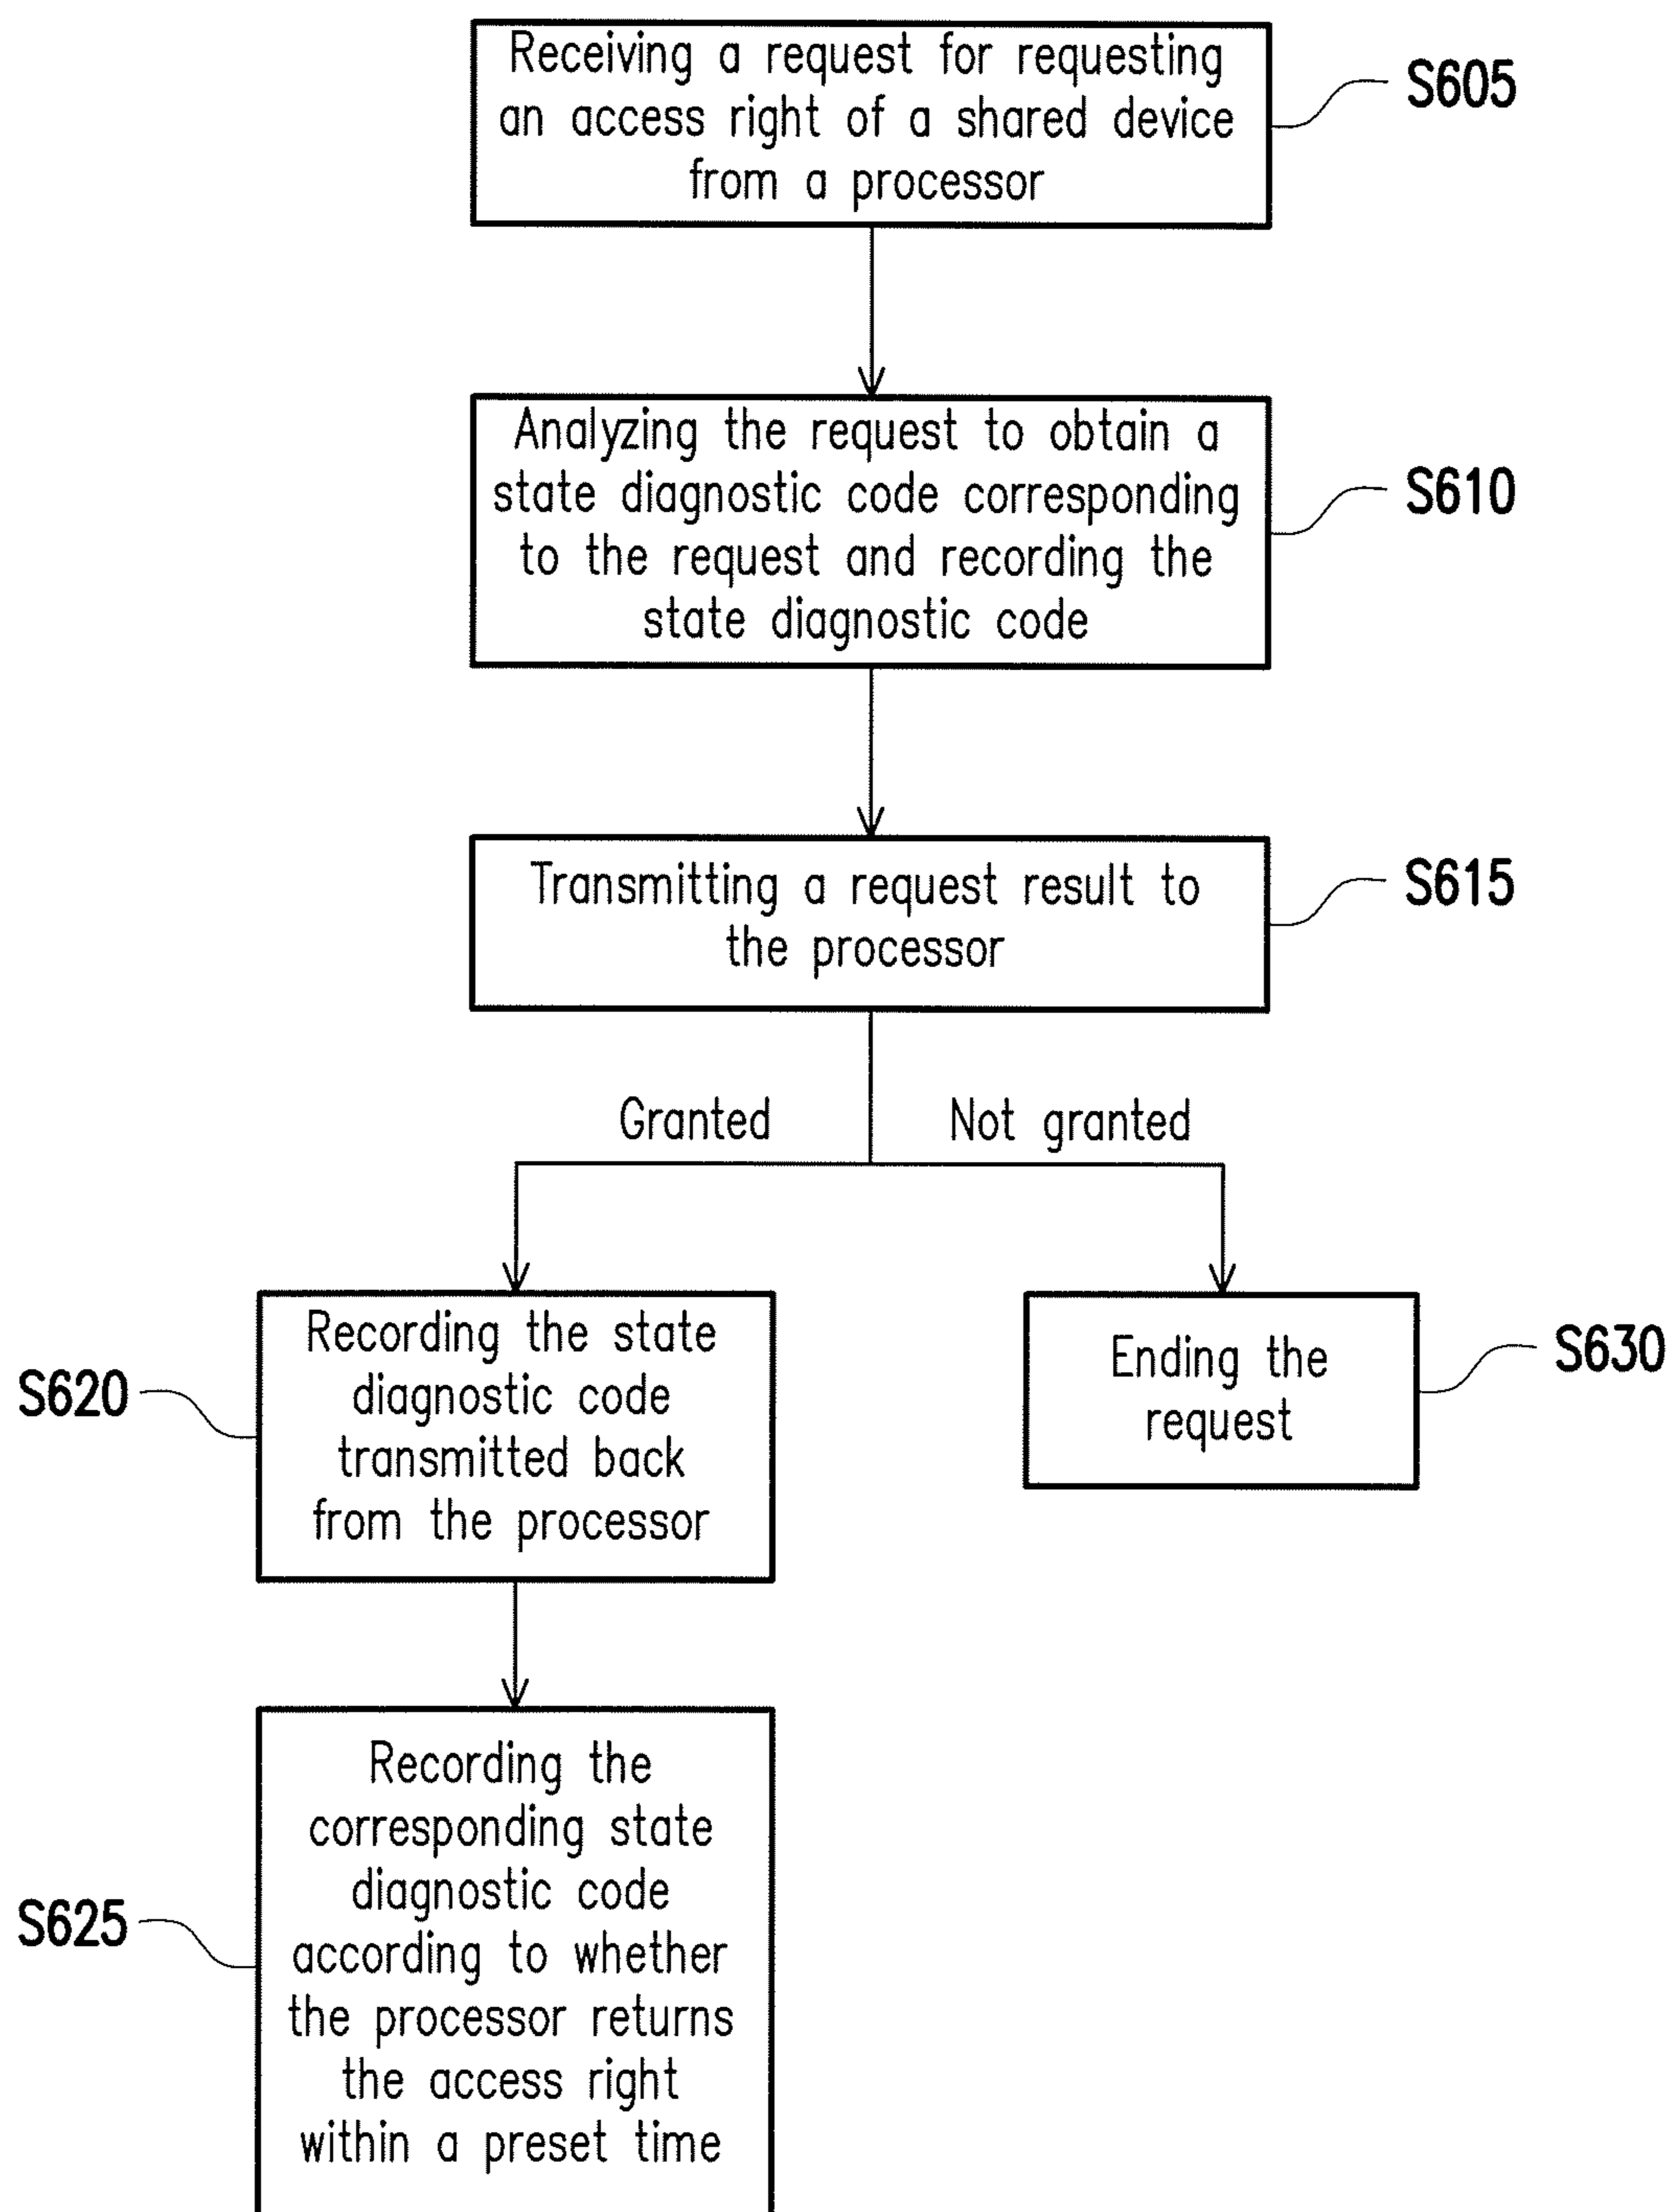 Receiving a request for requesting
an access right of a shared device
from a processor
S605
Analyzing the request to obtain a
state diagnostic code corresponding
to the request and recording the
state diagnostic code
S610
Transmitting a request result to
the processor
S615
Granted
Not granted
Recording the state
diagnostic code
transmitted back
from the processor
S620
Ending the
request
S630
Recording the
corresponding state
diagnostic code
according to whether
the processor returns
the access right
within a preset time
S625